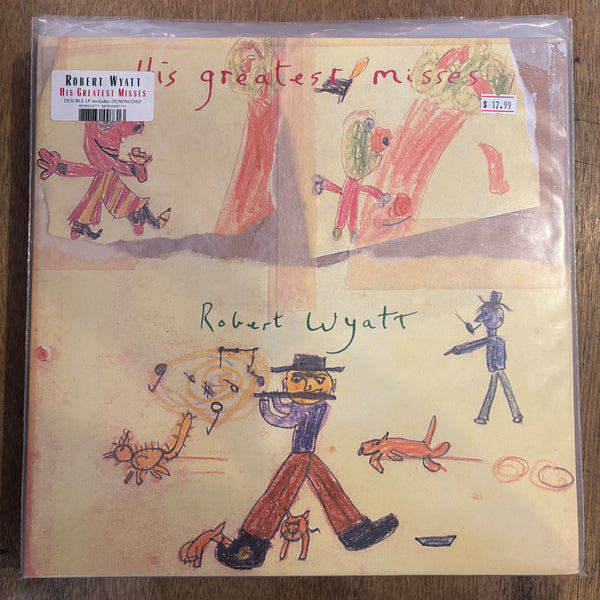 His greatest misses
ROBERT WYATT
HIS GREATEST MISSES
DOUBLE LP includes DOWNLOAD
$ 17.99
Robert Wyatt